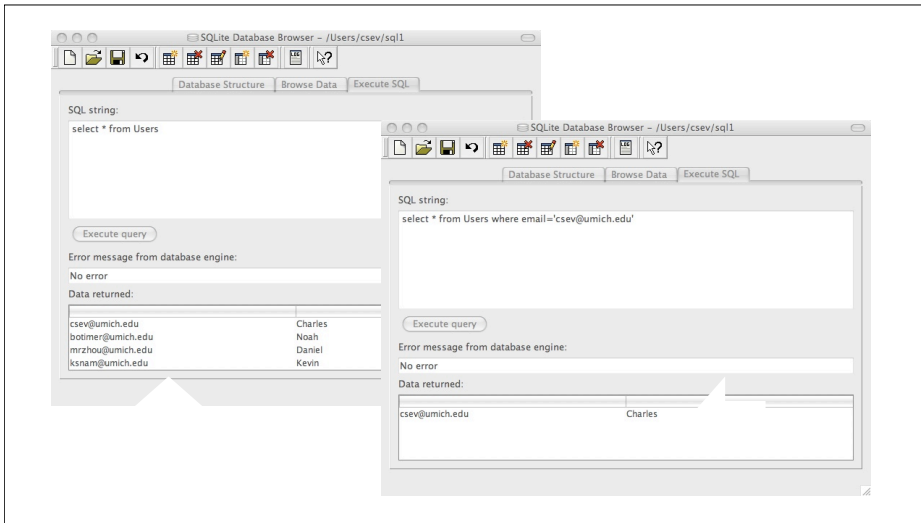 SQLite Database Browser – /Users/csev/sql1
Database Structure Browse Data Execute SQL
SQL string:
select * from Users
Execute query
Error message from database engine:
No error
Data returned:
csev@umich.edu Charles
botimer@umich.edu Noah
mrzhou@umich.edu Daniel
ksnam@umich.edu Kevin
SQLite Database Browser – /Users/csev/sql1
Database Structure Browse Data Execute SQL
SQL string:
select * from Users where email='csev@umich.edu'
Execute query
Error message from database engine:
No error
Data returned:
csev@umich.edu Charles